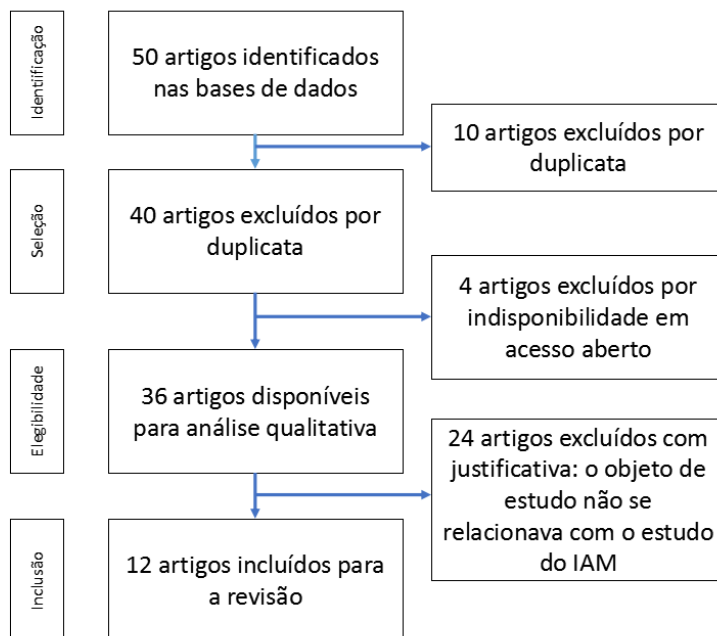 Identificação
50 artigos identificados
nas bases de dados
10 artigos excluídos por
duplicata
Seleção
40 artigos excluídos por
duplicata
4 artigos excluídos por
indisponibilidade em
acesso aberto
Elegibilidade
36 artigos disponíveis
para análise qualitativa
24 artigos excluídos com
justificativa: o objeto de
estudo não se
relacionava com o estudo
do IAM
Inclusão
12 artigos incluídos para
a revisão